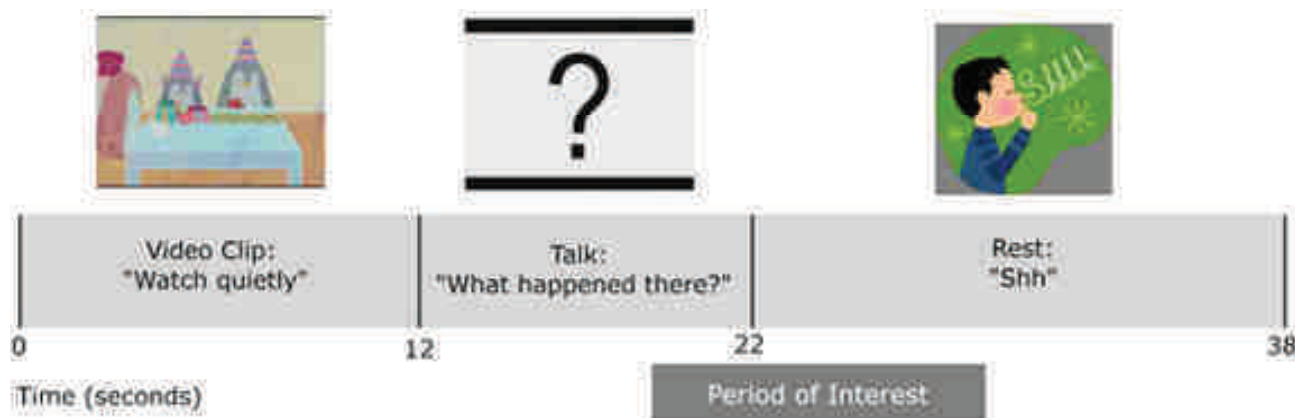 ?
SHHH
Video Clip:
"Watch quietly"
Talk:
"What happened there?"
Rest:
"Shh"
0
12
22
38
Time (seconds)
Period of Interest